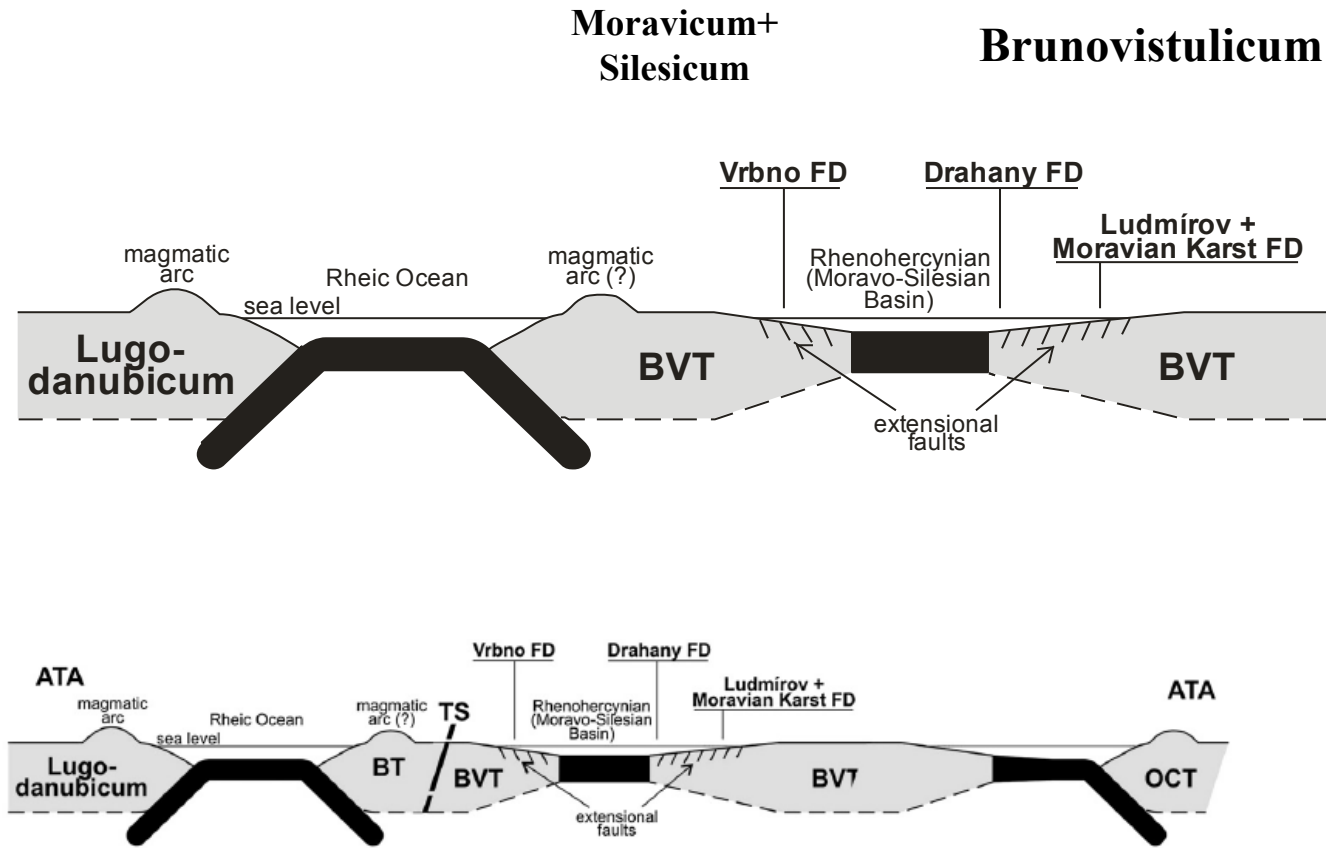 Moravicum+
Silesicum
Brunovistulicum
Vrbno FD
Drahany FD
Ludmírov +
Moravian Karst FD
magmatic
arc
Rheic Ocean
sea level
magmatic
arc (?)
Rhenohercynian
(Moravo-Silesian
Basin)
Lugo-
danubicum
BVT
BVT
extensional
faults
Vrbno FD
Drahany FD
Ludmírov +
Moravian Karst FD
ATA
ATA
magmatic
arc
Rheic Ocean
sea level
magmatic
arc (?)
TS
Rhenohercynian
(Moravo-Silesian
Basin)
Lugo-
danubicum
BT
BVT
BVT
OCT
extensional
faults